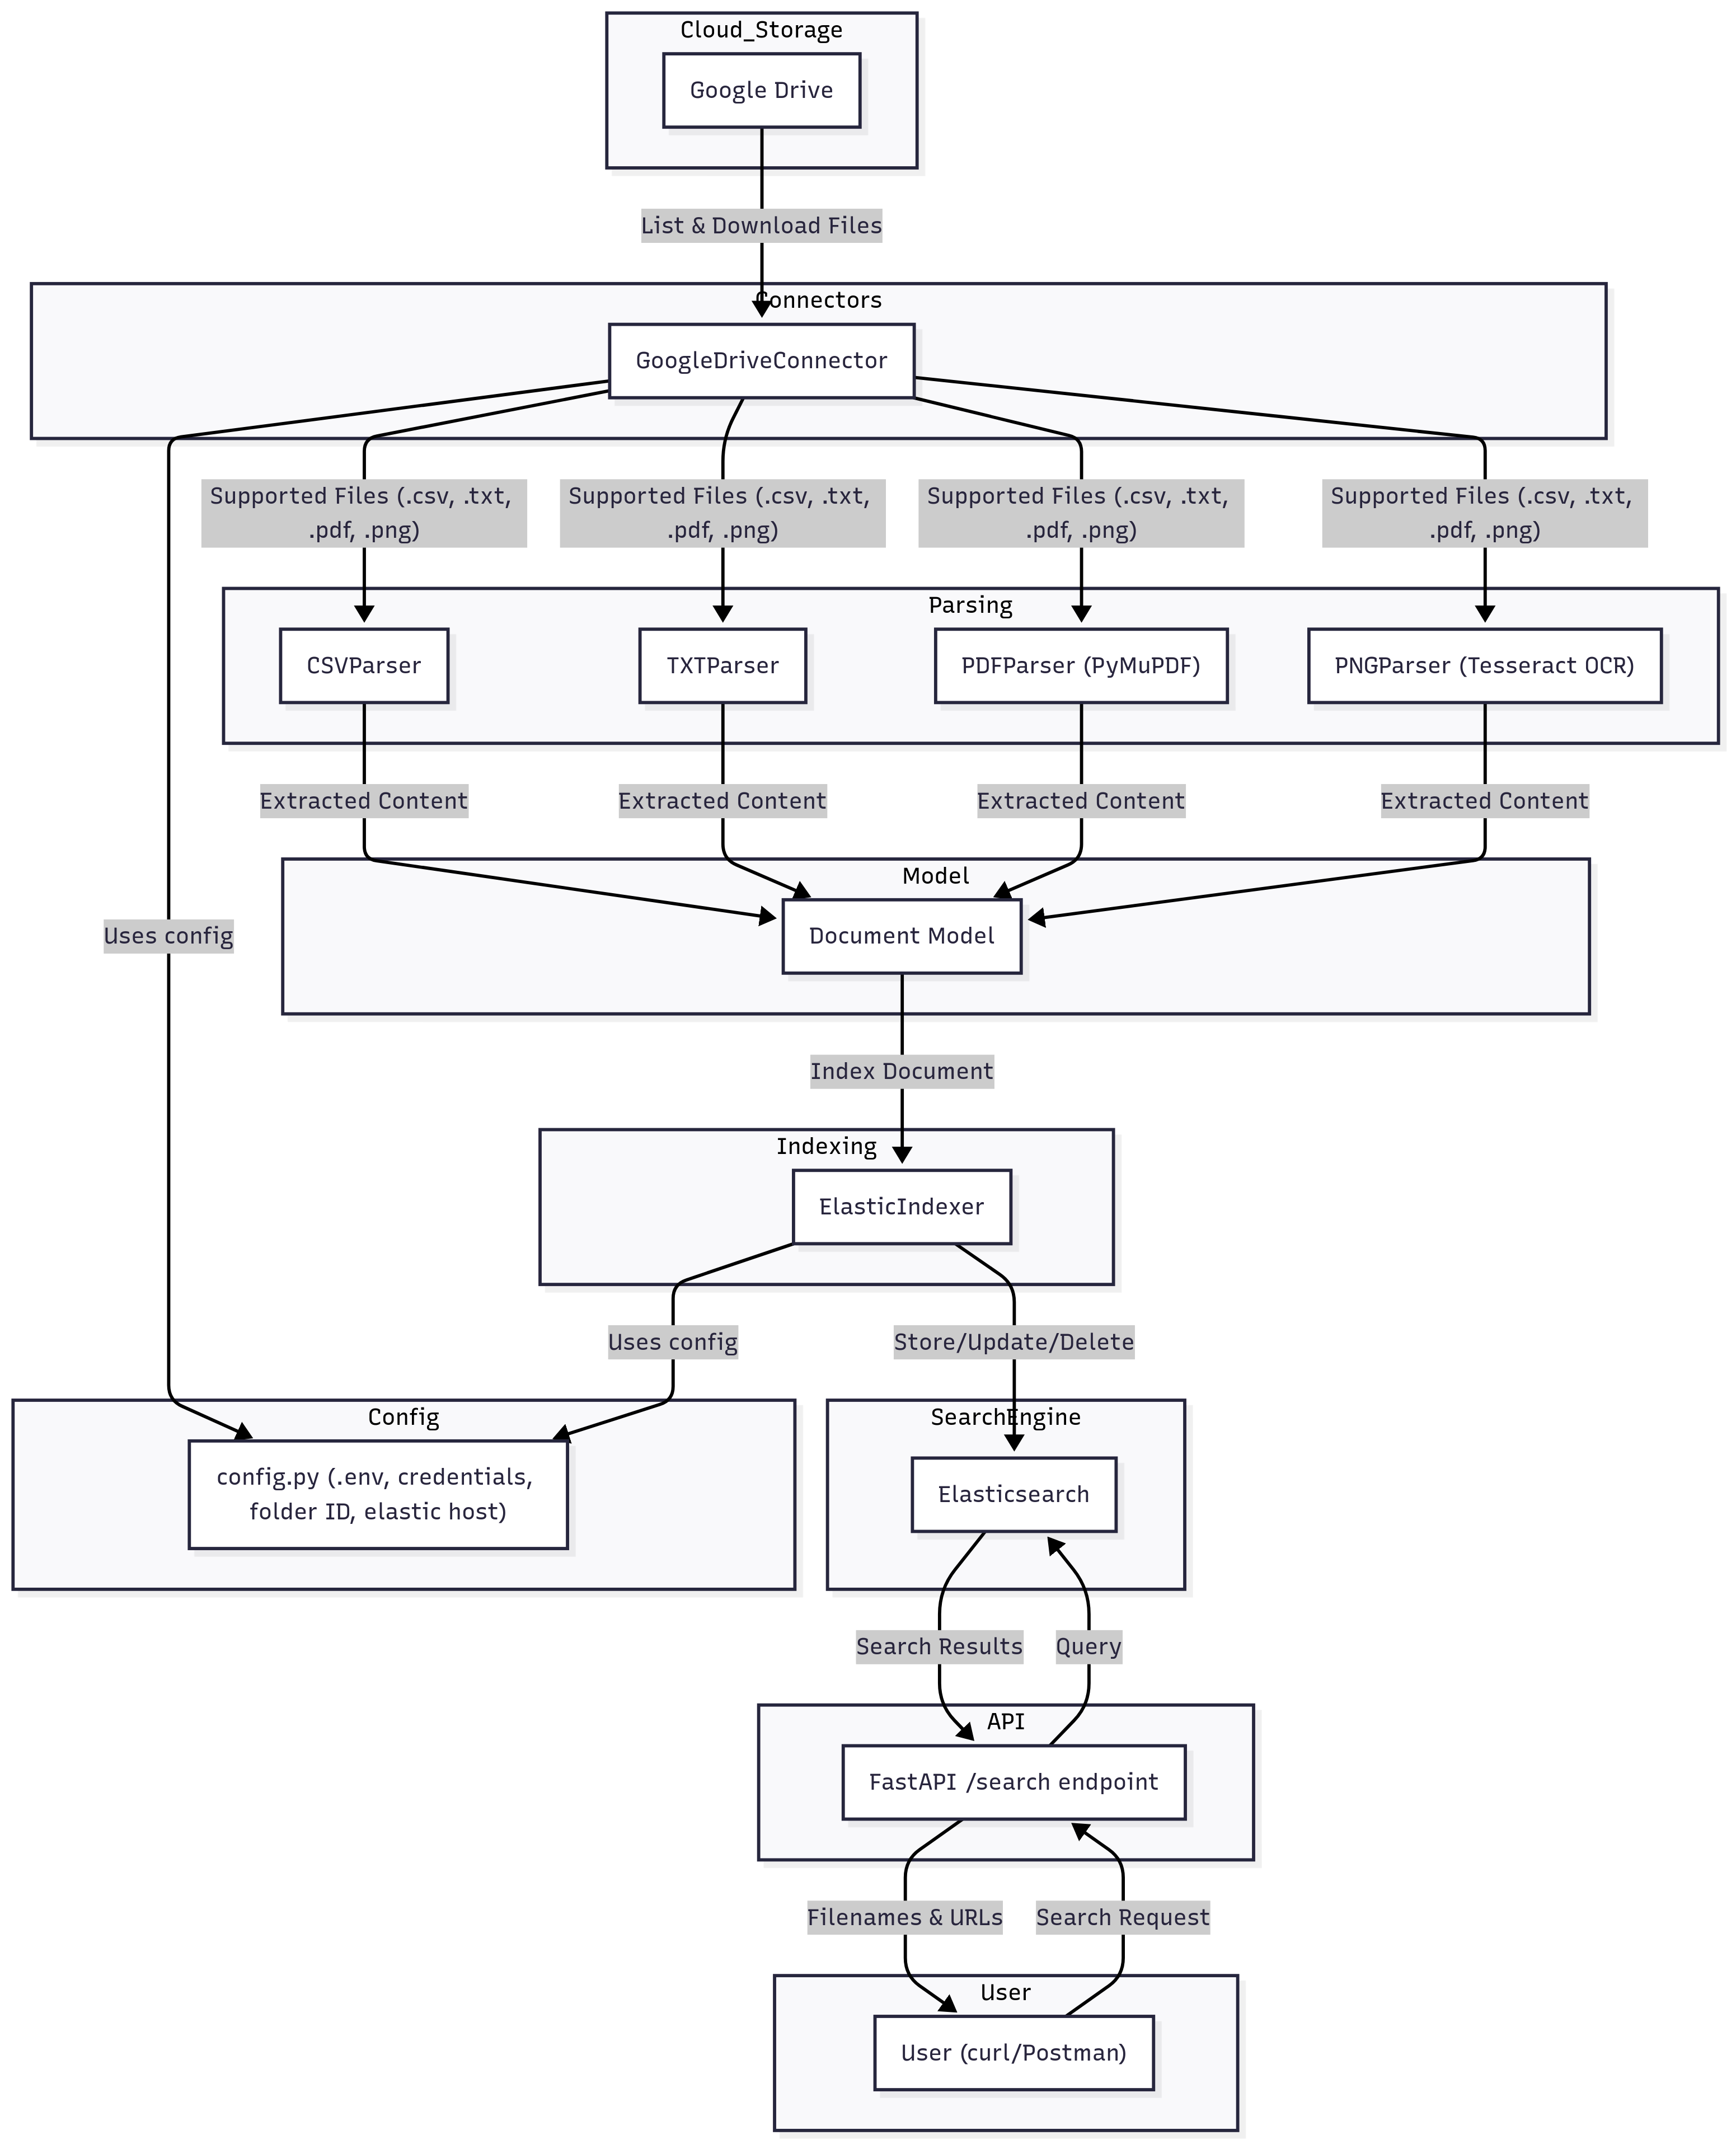 Cloud_Storage
Google Drive
List & Download Files
Connectors
GoogleDriveConnector
Supported Files (.csv, .txt,
.pdf, .png)
Supported Files (.csv, .txt,
.pdf, .png)
Supported Files (.csv, .txt,
.pdf, .png)
Supported Files (.csv, .txt,
.pdf, .png)
Parsing
CSVParser
TXTParser
PDFParser (PyMuPDF)
PNGParser (Tesseract OCR)
Extracted Content
Extracted Content
Extracted Content
Extracted Content
Model
Document Model
Uses config
Index Document
Indexing
ElasticIndexer
Uses config
Store/Update/Delete
Config
config.py (.env, credentials,
folder ID, elastic host)
SearchEngine
Elasticsearch
Search Results
Query
API
FastAPI /search endpoint
Filenames & URLs
Search Request
User
User (curl/Postman)